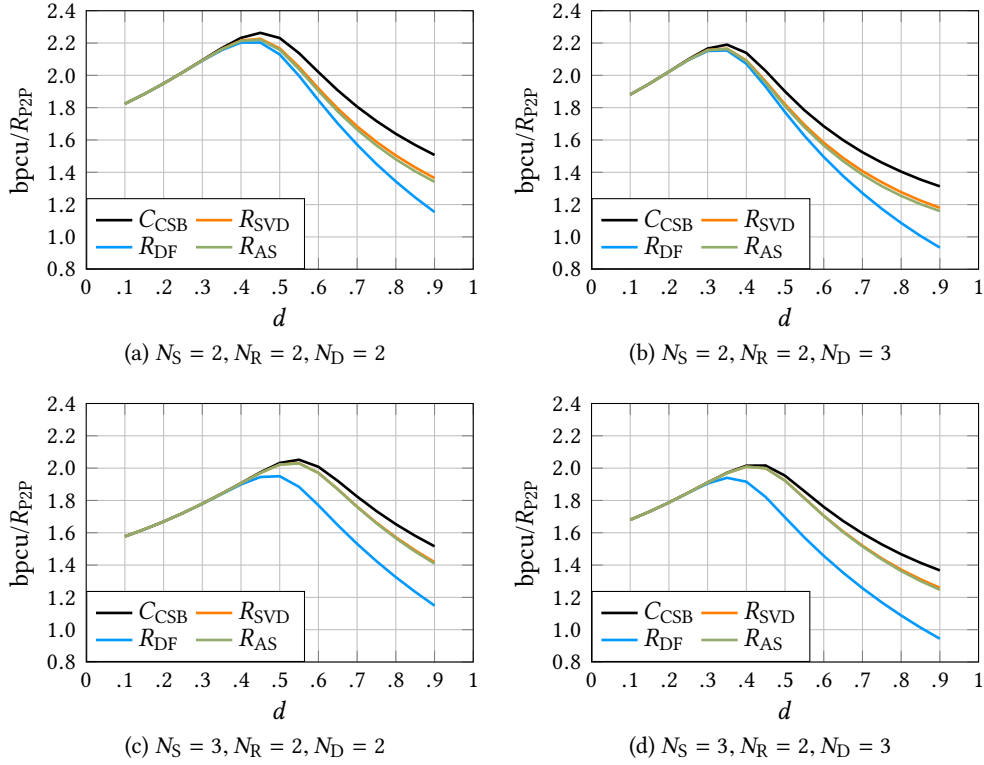 2.4
2.2
2.0
1.8
1.6
1.4
1.2
1.0
0.8
bpcu/R_P2P
C_CSB R_SVD
R_DF R_AS
0 .1 .2 .3 .4 .5 .6 .7 .8 .9 1
d
(a) N_S = 2, N_R = 2, N_D = 2
2.4
2.2
2.0
1.8
1.6
1.4
1.2
1.0
0.8
bpcu/R_P2P
C_CSB R_SVD
R_DF R_AS
0 .1 .2 .3 .4 .5 .6 .7 .8 .9 1
d
(b) N_S = 2, N_R = 2, N_D = 3
2.4
2.2
2.0
1.8
1.6
1.4
1.2
1.0
0.8
bpcu/R_P2P
C_CSB R_SVD
R_DF R_AS
0 .1 .2 .3 .4 .5 .6 .7 .8 .9 1
d
(c) N_S = 3, N_R = 2, N_D = 2
2.4
2.2
2.0
1.8
1.6
1.4
1.2
1.0
0.8
bpcu/R_P2P
C_CSB R_SVD
R_DF R_AS
0 .1 .2 .3 .4 .5 .6 .7 .8 .9 1
d
(d) N_S = 3, N_R = 2, N_D = 3